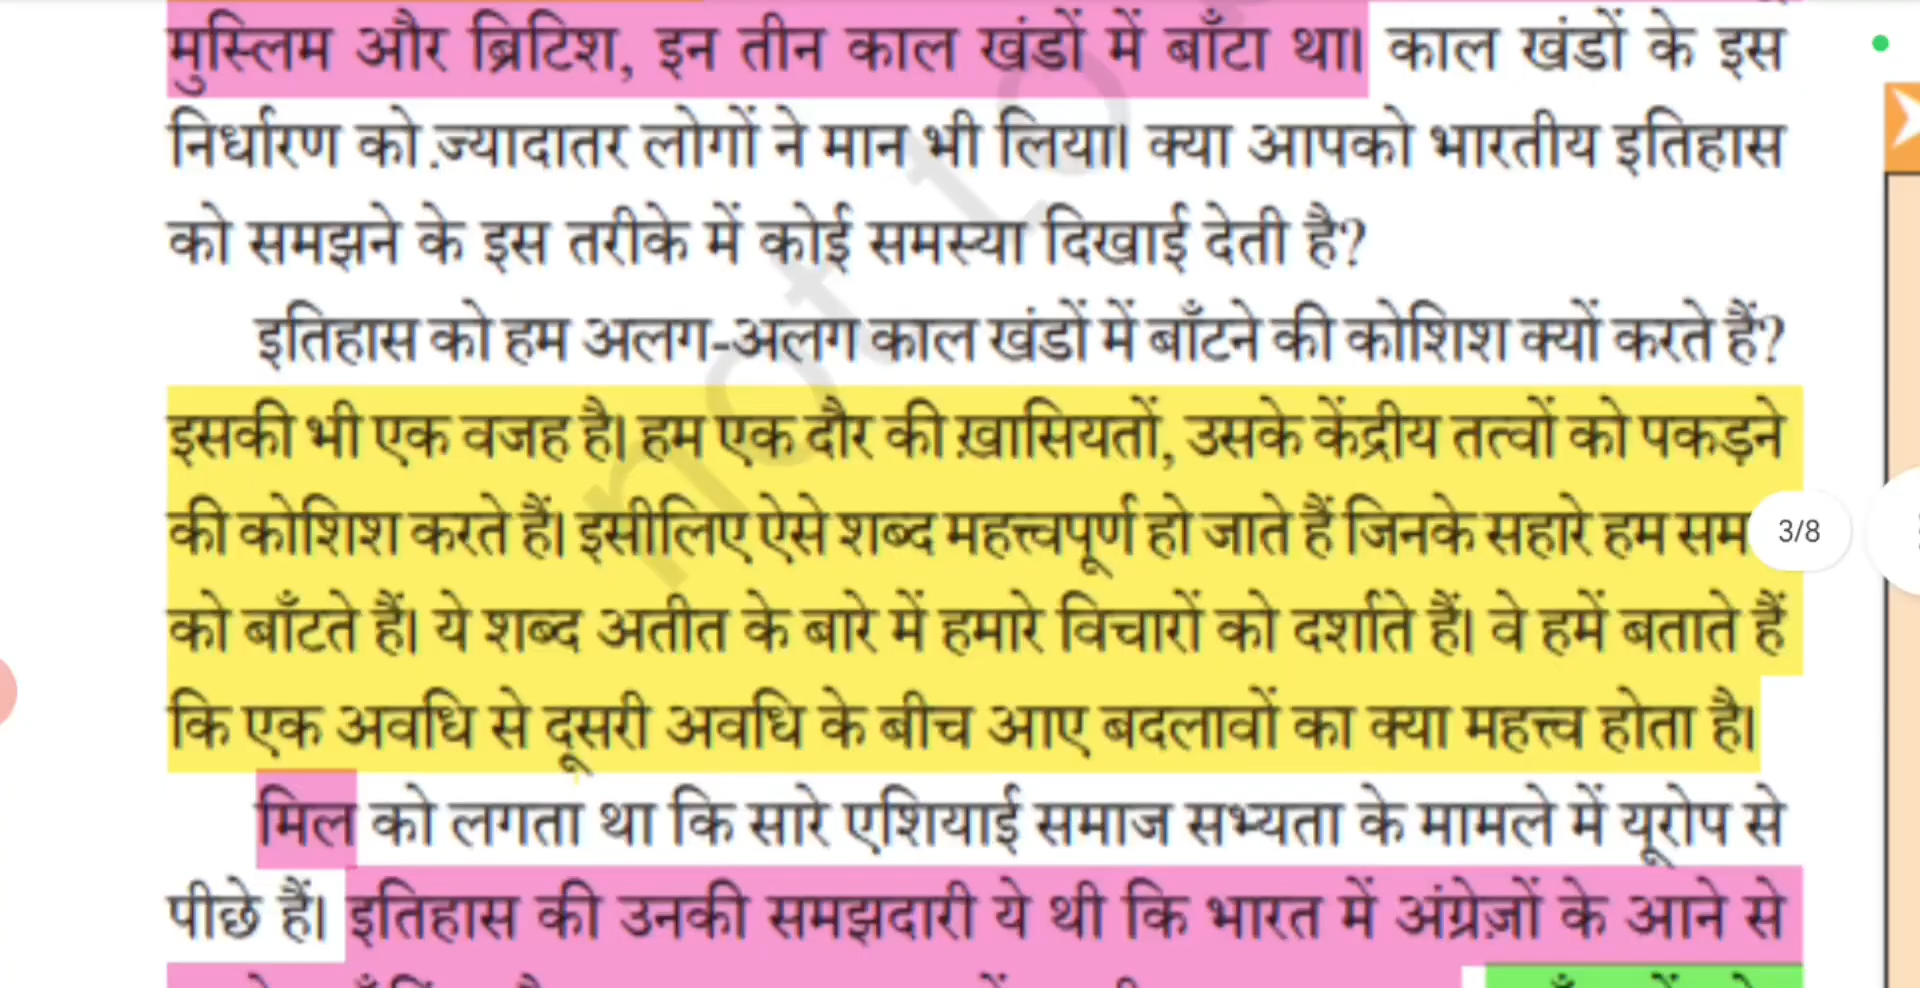 मुस्लिम और ब्रिटिश, इन तीन काल खंडों में बाँटा था। काल खंडों के इस
निर्धारण को ज़्यादातर लोगों ने मान भी लिया। क्या आपको भारतीय इतिहास
को समझने के इस तरीके में कोई समस्या दिखाई देती है?
इतिहास को हम अलग-अलग काल खंडों में बाँटने की कोशिश क्यों करते हैं?
इसकी भी एक वजह है। हम एक दौर की ख़ासियतों, उसके केंद्रीय तत्वों को पकड़ने
की कोशिश करते हैं। इसीलिए ऐसे शब्द महत्त्वपूर्ण हो जाते हैं जिनके सहारे हम सम
3/8
को बाँटते हैं। ये शब्द अतीत के बारे में हमारे विचारों को दर्शाते हैं। वे हमें बताते हैं
कि एक अवधि से दूसरी अवधि के बीच आए बदलावों का क्या महत्त्व होता है।
मिल को लगता था कि सारे एशियाई समाज सभ्यता के मामले में यूरोप से
पीछे हैं। इतिहास की उनकी समझदारी ये थी कि भारत में अंग्रेज़ों के आने से
not to